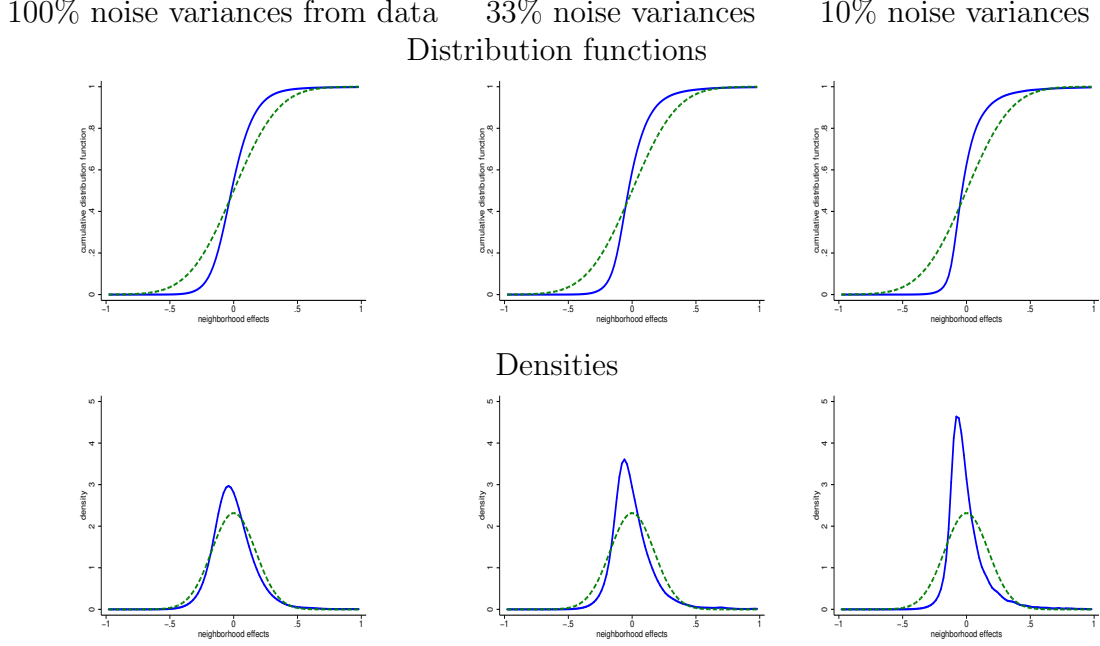 100% noise variances from data 33% noise variances 10% noise variances
Distribution functions
cumulative distribution function
0 .2 .4 .6 .8 1
−1 −.5 0 .5 1
neighborhood effects
cumulative distribution function
0 .2 .4 .6 .8 1
−1 −.5 0 .5 1
neighborhood effects
cumulative distribution function
0 .2 .4 .6 .8 1
−1 −.5 0 .5 1
neighborhood effects
Densities
density
0 1 2 3 4 5
−1 −.5 0 .5 1
neighborhood effects
density
0 1 2 3 4 5
−1 −.5 0 .5 1
neighborhood effects
density
0 1 2 3 4 5
−1 −.5 0 .5 1
neighborhood effects